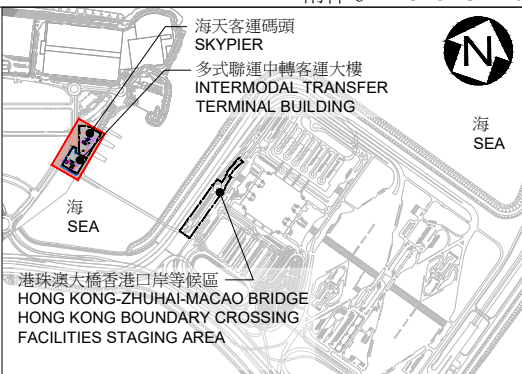 海天客運碼頭
SKYPIER
多式聯運中轉客運大樓
INTERMODAL TRANSFER
TERMINAL BUILDING
N
海
SEA
海
SEA
港珠澳大橋香港口岸等候區
HONG KONG-ZHUHAI-MACAO BRIDGE
HONG KONG BOUNDARY CROSSING
FACILITIES STAGING AREA